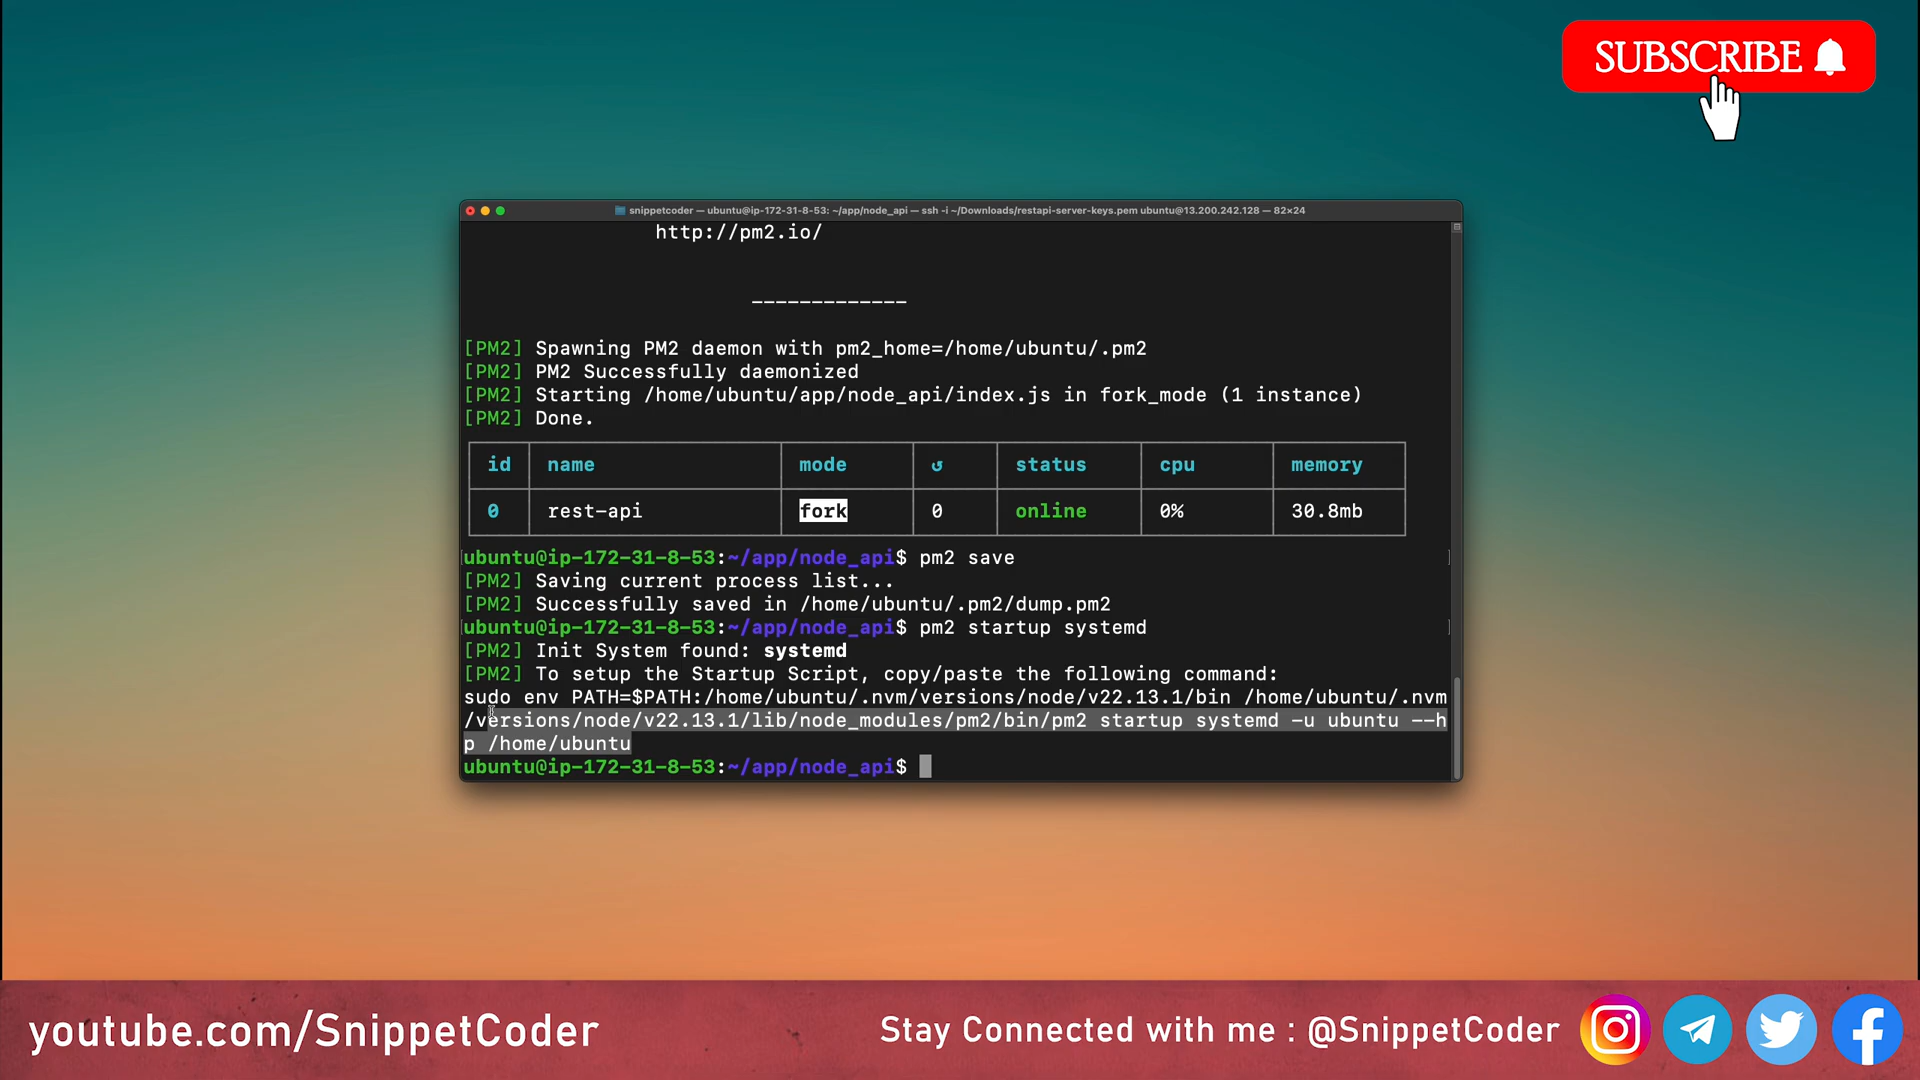 SUBSCRIBE
snippetcoder — ubuntu@ip-172-31-8-53: ~/app/node_api — ssh -i ~/Downloads/restapi-server-keys.pem ubuntu@13.200.242.128 — 82×24
http://pm2.io/
-------------
[PM2] Spawning PM2 daemon with pm2_home=/home/ubuntu/.pm2
[PM2] PM2 Successfully daemonized
[PM2] Starting /home/ubuntu/app/node_api/index.js in fork_mode (1 instance)
[PM2] Done.
id name mode ↺ status cpu memory
0 rest-api fork 0 online 0% 30.8mb
ubuntu@ip-172-31-8-53:~/app/node_api$ pm2 save
[PM2] Saving current process list...
[PM2] Successfully saved in /home/ubuntu/.pm2/dump.pm2
ubuntu@ip-172-31-8-53:~/app/node_api$ pm2 startup systemd
[PM2] Init System found: systemd
[PM2] To setup the Startup Script, copy/paste the following command:
sudo env PATH=$PATH:/home/ubuntu/.nvm/versions/node/v22.13.1/bin /home/ubuntu/.nvm
/versions/node/v22.13.1/lib/node_modules/pm2/bin/pm2 startup systemd -u ubuntu --h
p /home/ubuntu
ubuntu@ip-172-31-8-53:~/app/node_api$
youtube.com/SnippetCoder
Stay Connected with me : @SnippetCoder